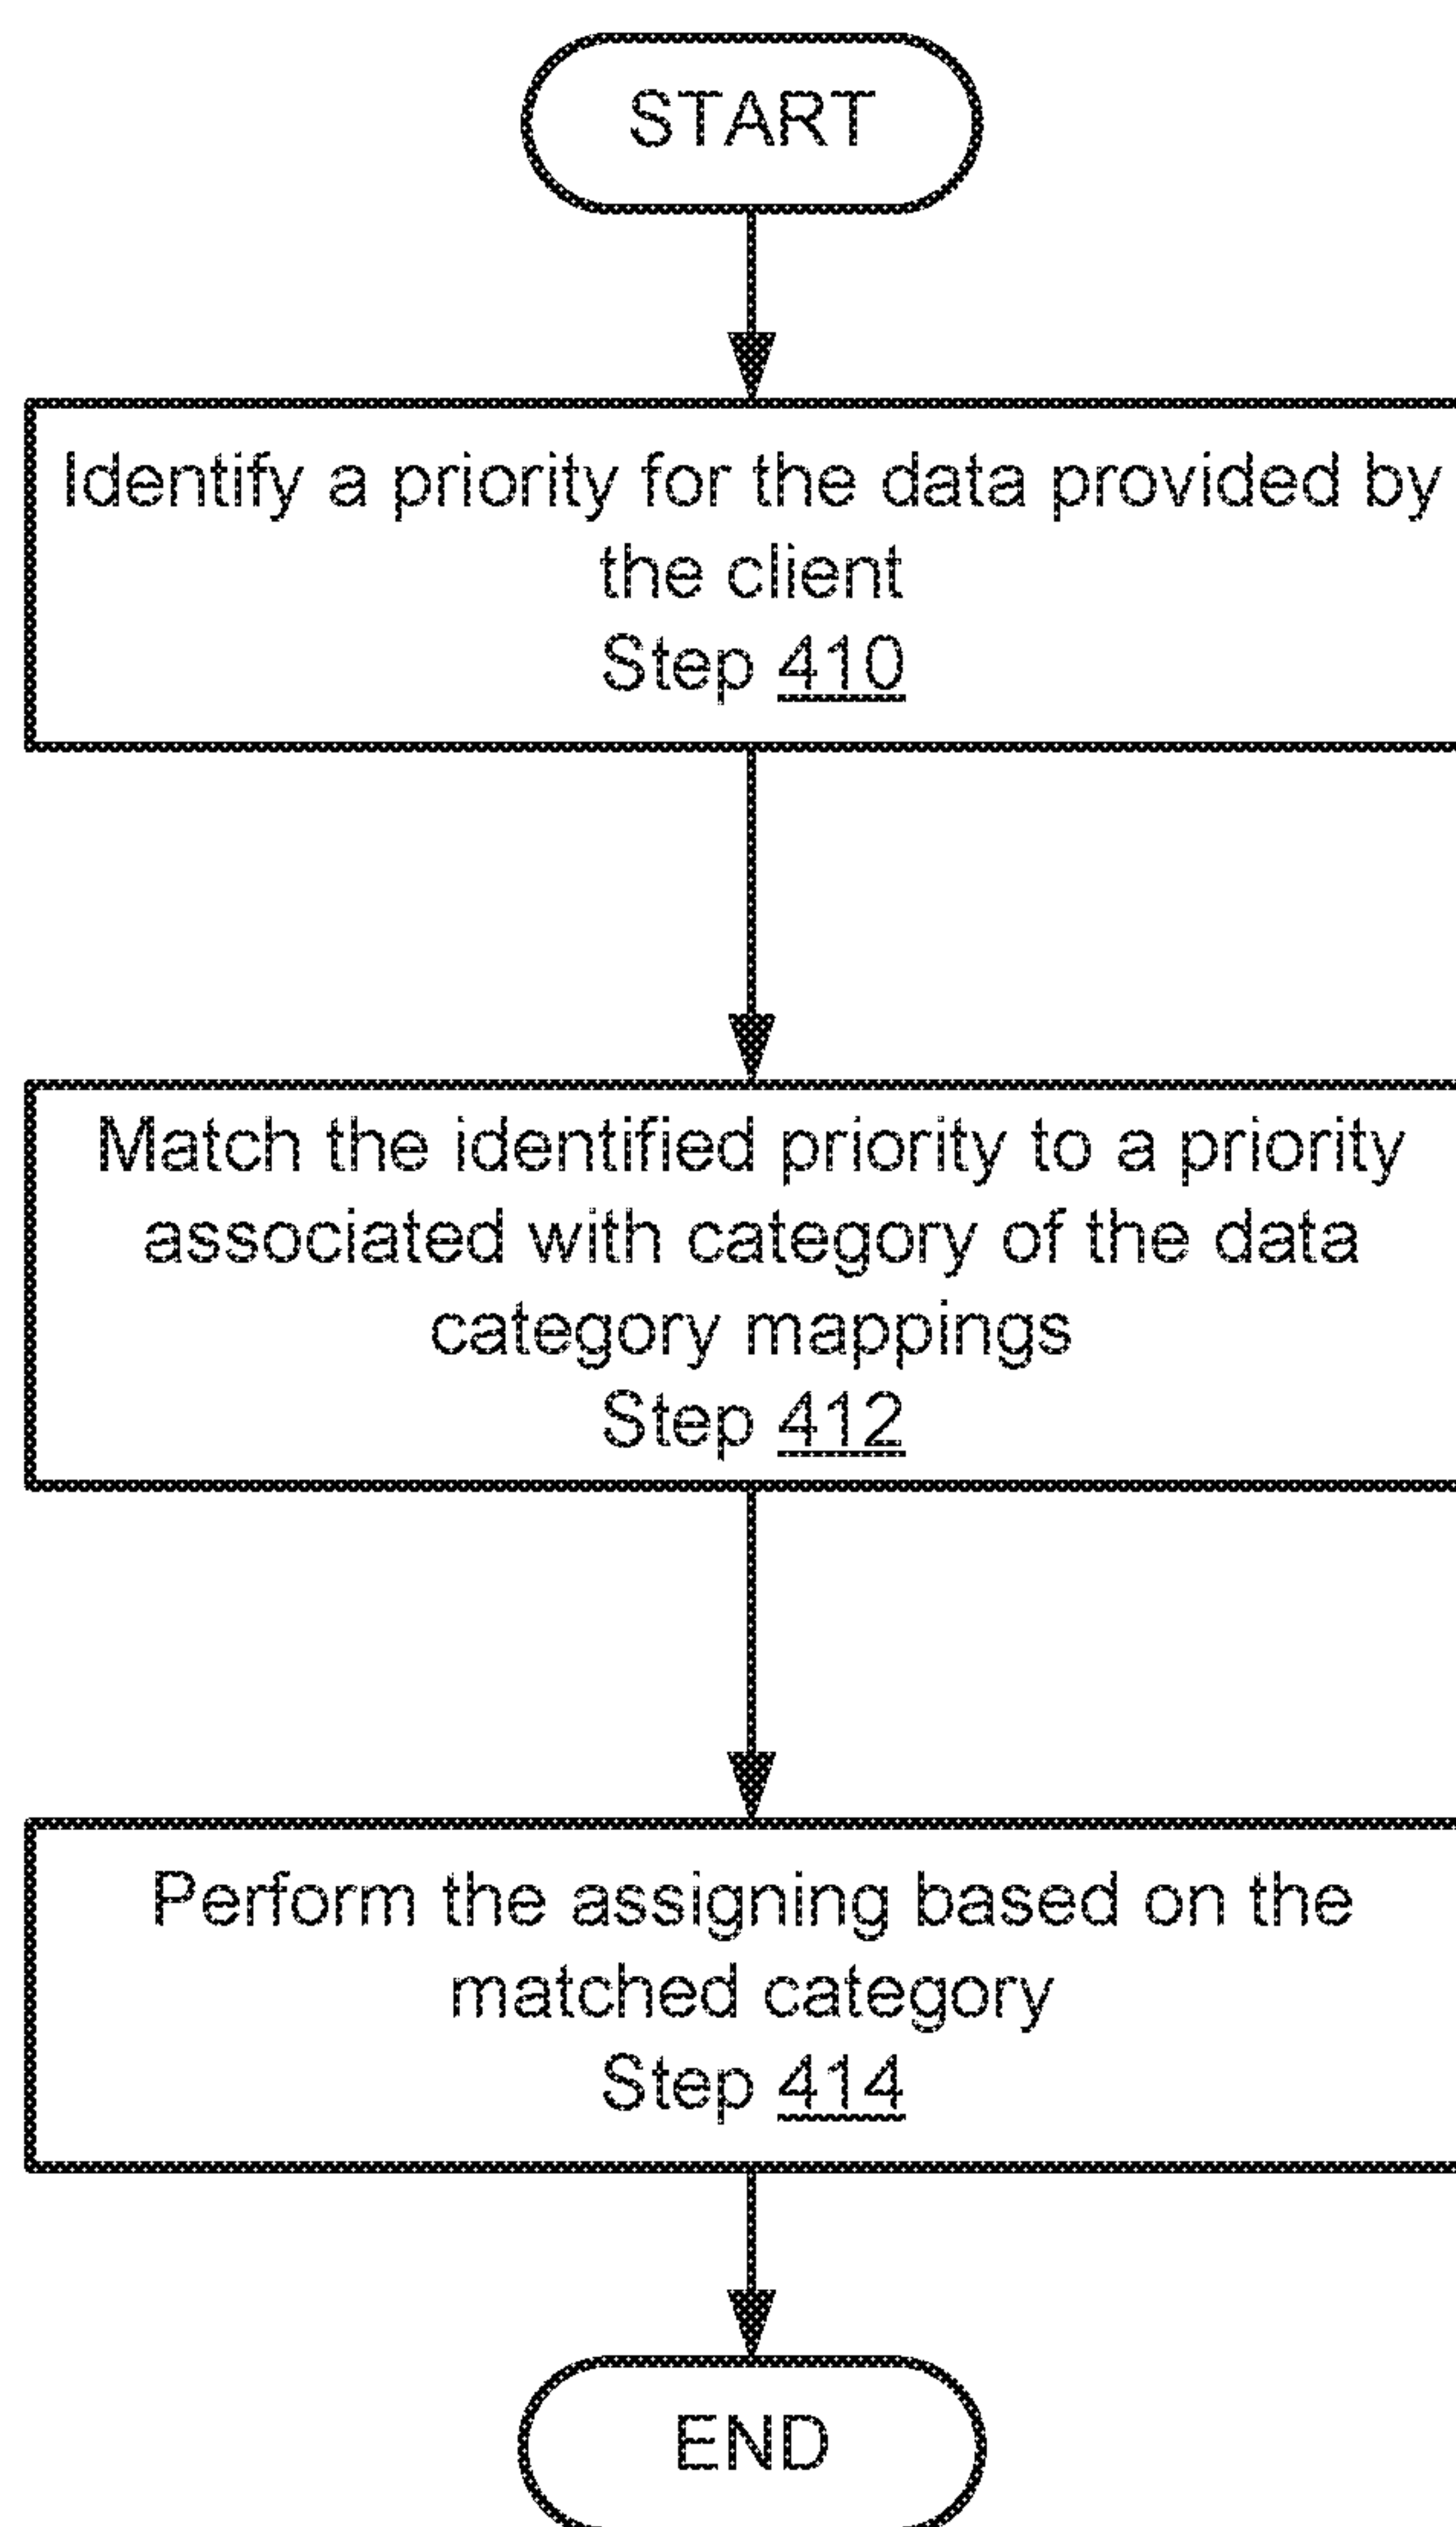 START
Identify a priority for the data provided by
the client
Step 410
Match the identified priority to a priority
associated with category of the data
category mappings
Step 412
Perform the assigning based on the
matched category
Step 414
END